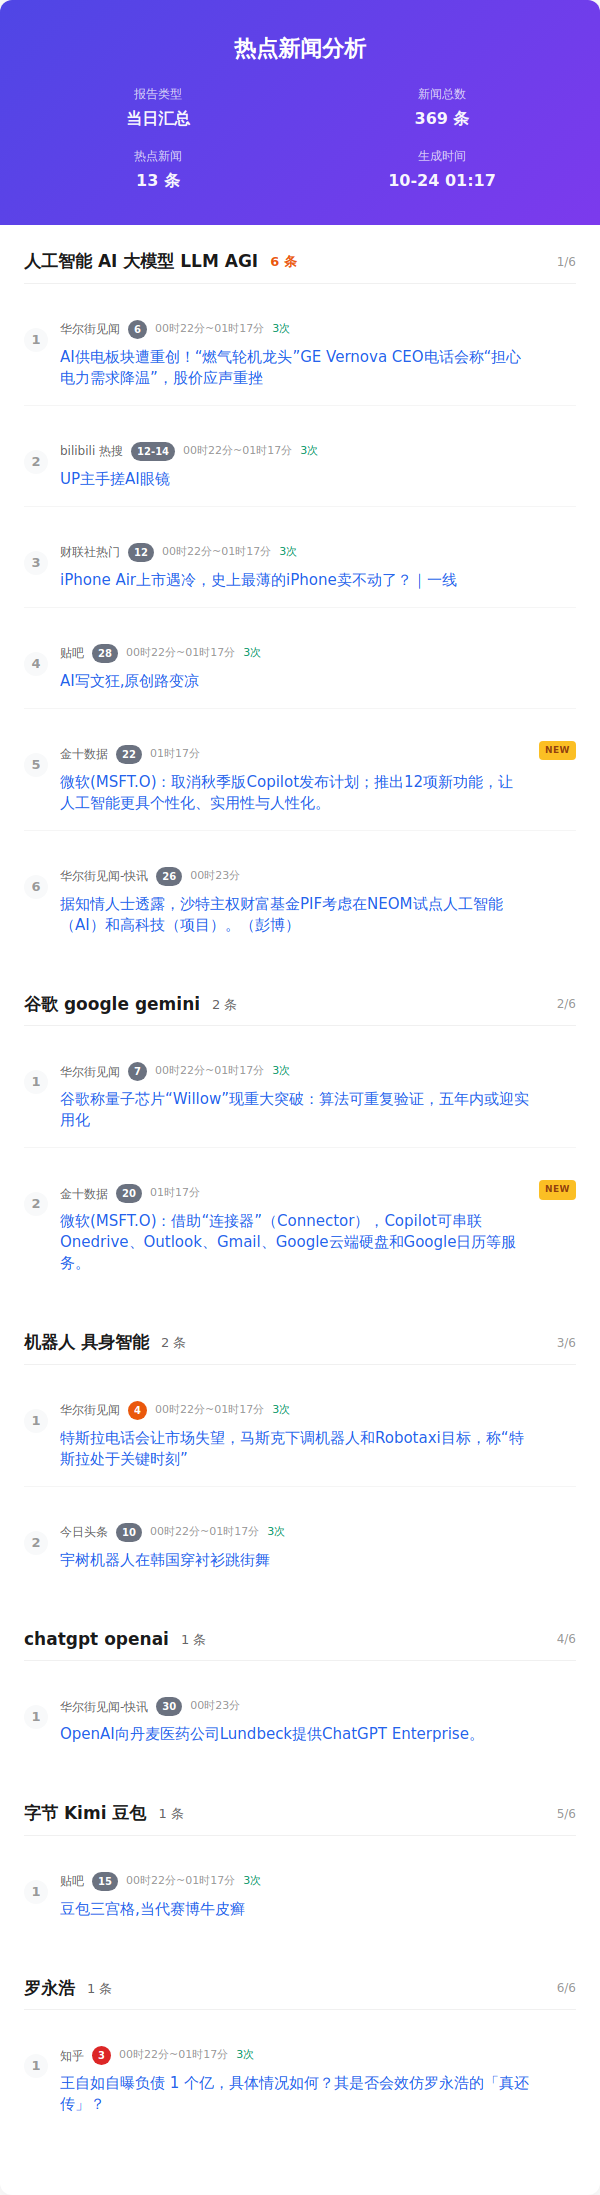 热点新闻分析
报告类型
新闻总数
当日汇总
369 条
热点新闻
生成时间
13 条
10-24 01:17
人工智能 AI 大模型 LLM AGI 6 条 1/6
1
华尔街见闻 6 00时22分~01时17分 3次
AI供电板块遭重创！“燃气轮机龙头”GE Vernova CEO电话会称“担心
电力需求降温”，股价应声重挫
2
bilibili 热搜 12-14 00时22分~01时17分 3次
UP主手搓AI眼镜
3
财联社热门 12 00时22分~01时17分 3次
iPhone Air上市遇冷，史上最薄的iPhone卖不动了？｜一线
4
贴吧 28 00时22分~01时17分 3次
AI写文狂,原创路变凉
5
金十数据 22 01时17分 NEW
微软(MSFT.O)：取消秋季版Copilot发布计划；推出12项新功能，让
人工智能更具个性化、实用性与人性化。
6
华尔街见闻-快讯 26 00时23分
据知情人士透露，沙特主权财富基金PIF考虑在NEOM试点人工智能
（AI）和高科技（项目）。（彭博）
谷歌 google gemini 2 条 2/6
1
华尔街见闻 7 00时22分~01时17分 3次
谷歌称量子芯片“Willow”现重大突破：算法可重复验证，五年内或迎实
用化
2
金十数据 20 01时17分 NEW
微软(MSFT.O)：借助“连接器”（Connector），Copilot可串联
Onedrive、Outlook、Gmail、Google云端硬盘和Google日历等服
务。
机器人 具身智能 2 条 3/6
1
华尔街见闻 4 00时22分~01时17分 3次
特斯拉电话会让市场失望，马斯克下调机器人和Robotaxi目标，称“特
斯拉处于关键时刻”
2
今日头条 10 00时22分~01时17分 3次
宇树机器人在韩国穿衬衫跳街舞
chatgpt openai 1 条 4/6
1
华尔街见闻-快讯 30 00时23分
OpenAI向丹麦医药公司Lundbeck提供ChatGPT Enterprise。
字节 Kimi 豆包 1 条 5/6
1
贴吧 15 00时22分~01时17分 3次
豆包三宫格,当代赛博牛皮癣
罗永浩 1 条 6/6
1
知乎 3 00时22分~01时17分 3次
王自如自曝负债 1 个亿，具体情况如何？其是否会效仿罗永浩的「真还
传」？